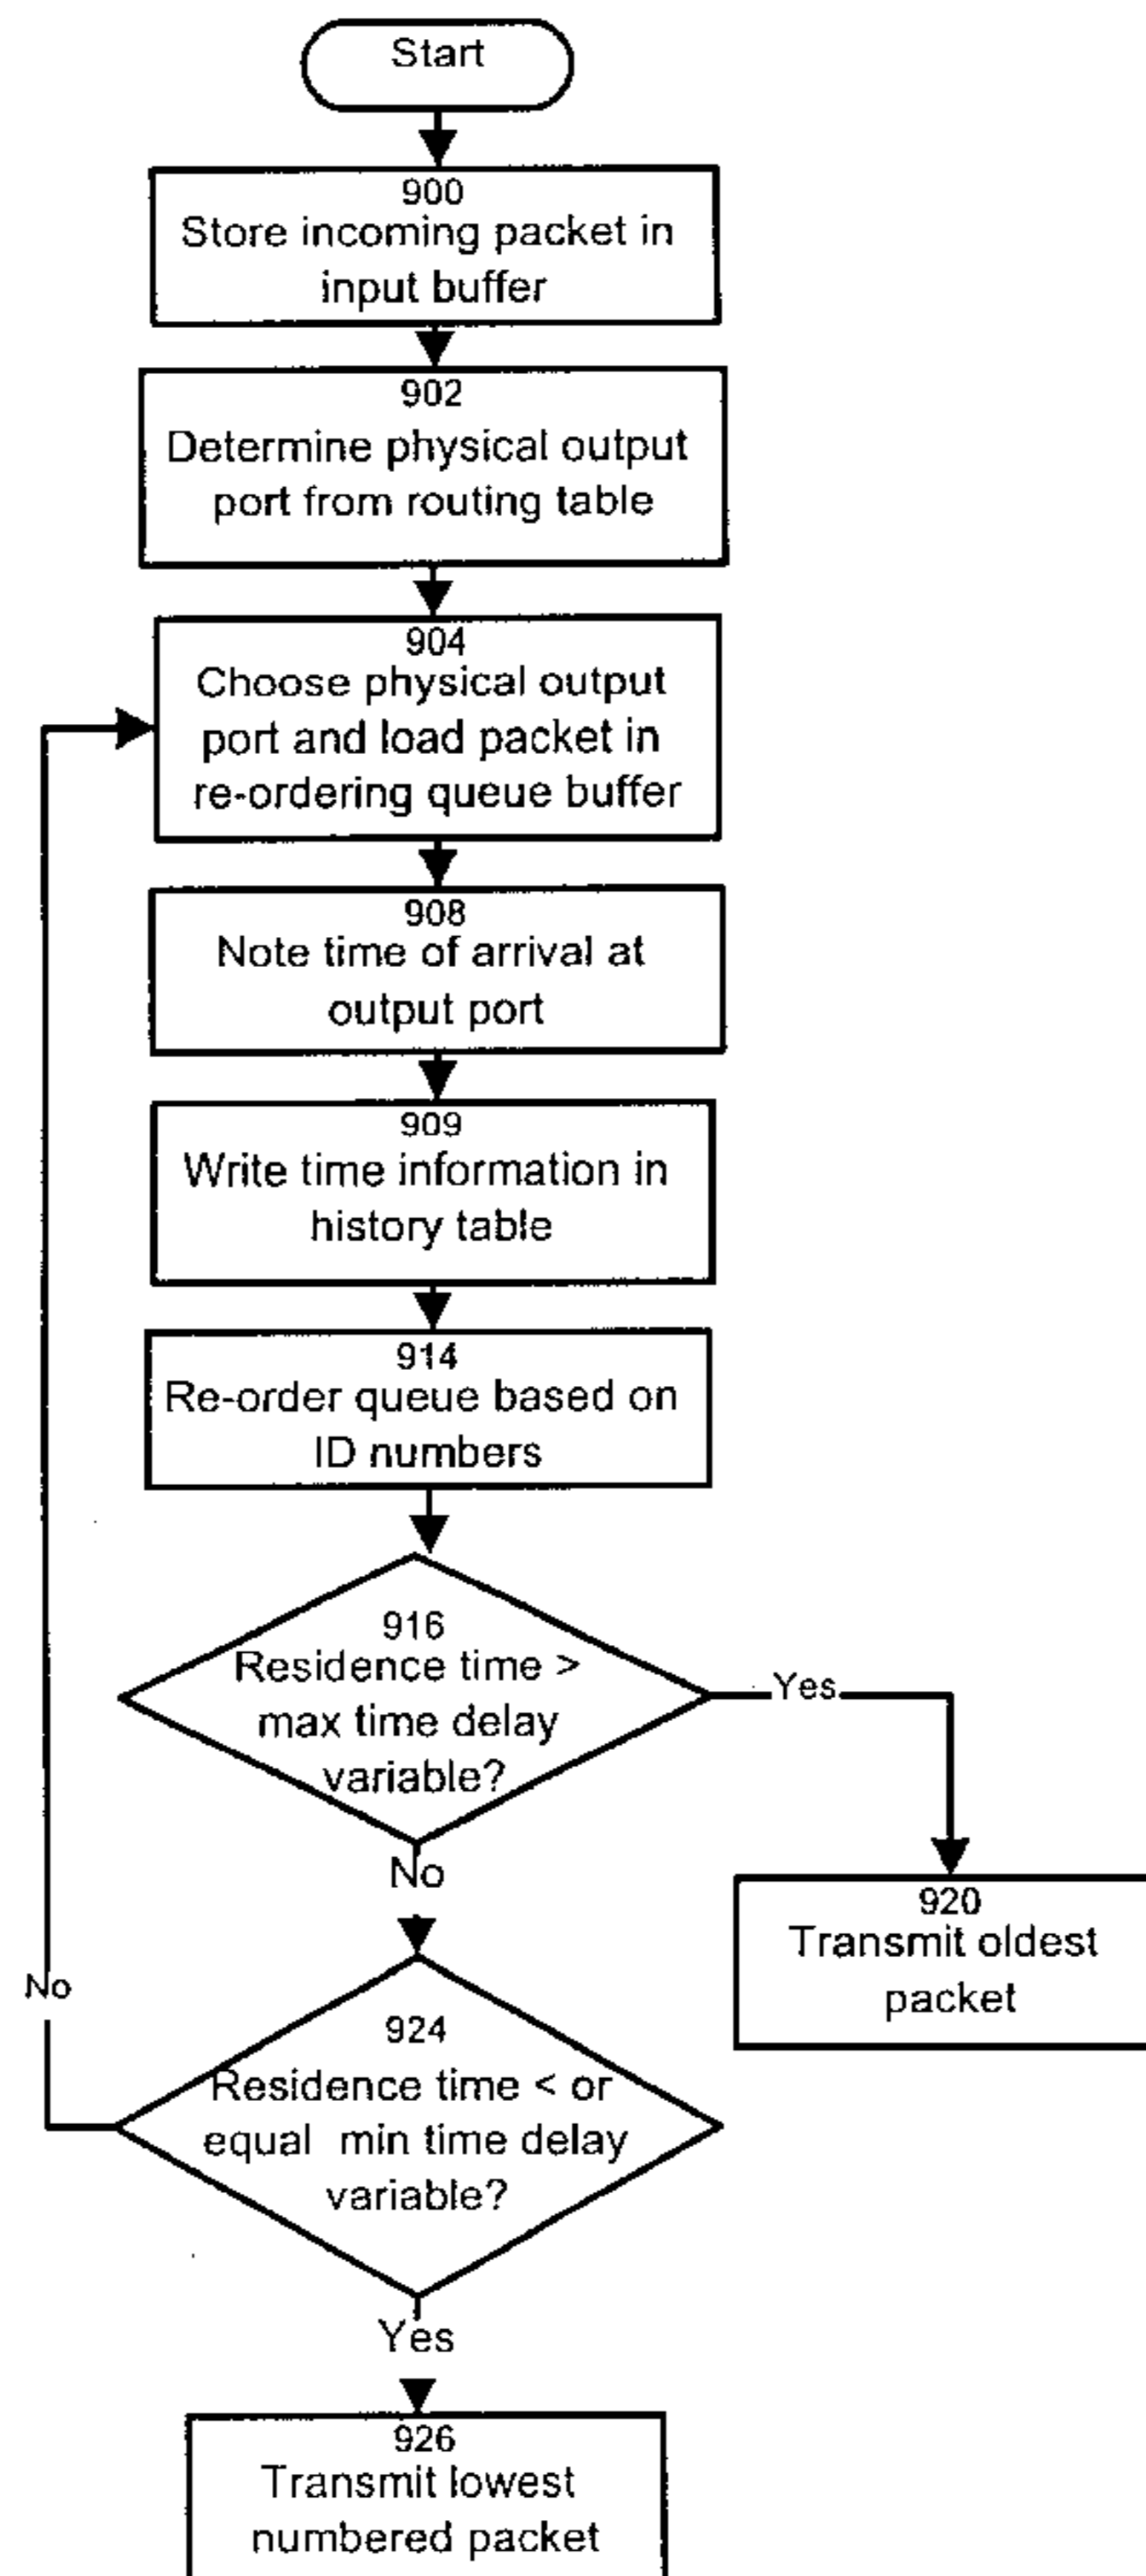 Start
900
Store incoming packet in
input buffer
902
Determine physical output
port from routing table
904
Choose physical output
port and load packet in
re-ordering queue buffer
908
Note time of arrival at
output port
909
Write time information in
history table
914
Re-order queue based on
ID numbers
916
Residence time >
max time delay
variable?
Yes
No
920
Transmit oldest
packet
No
924
Residence time < or
equal min time delay
variable?
Yes
926
Transmit lowest
numbered packet